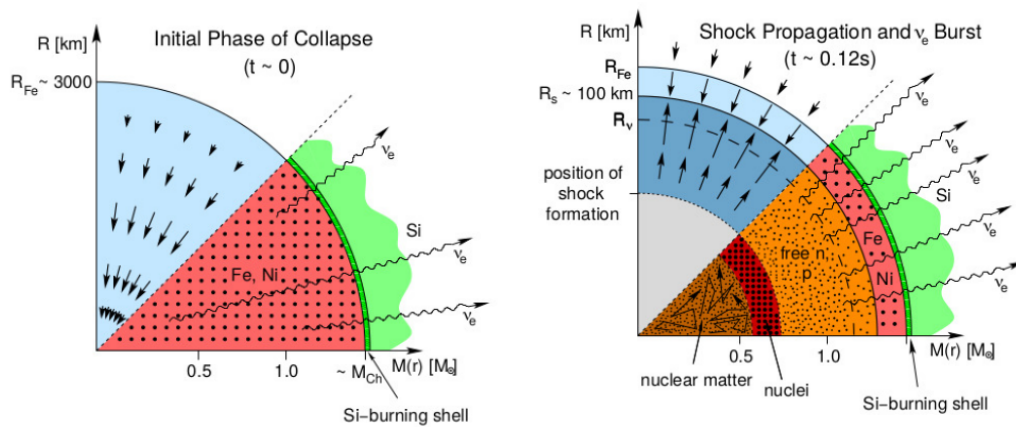 R [km]
Initial Phase of Collapse
(t ~ 0)
R_Fe ~ 3000
ν_e
Si
Fe, Ni
ν_e
ν_e
0.5
1.0
~ M_Ch
M(r) [M_⊙]
Si-burning shell
R [km]
Shock Propagation and ν_e Burst
(t ~ 0.12s)
R_Fe
R_s ~ 100 km
R_ν
ν_e
position of
shock
formation
Si
ν_e
free n,
p
Fe
Ni
ν_e
ν_e
0.5
1.0
M(r) [M_⊙]
nuclear matter
nuclei
Si-burning shell